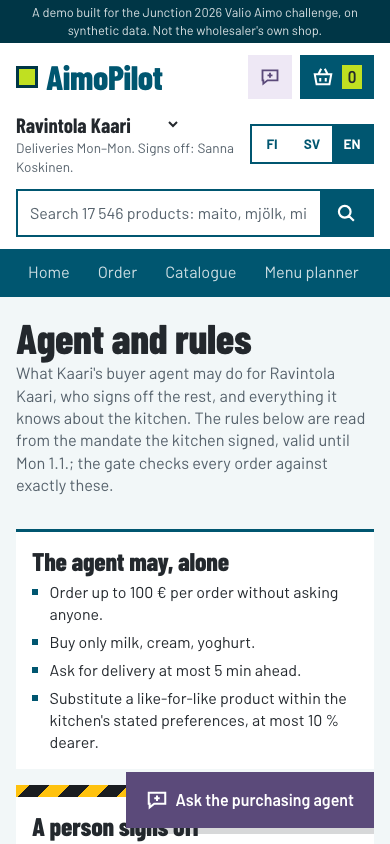 A demo built for the Junction 2026 Valio Aimo challenge, on
synthetic data. Not the wholesaler's own shop.
AimoPilot
0
Ravintola Kaari
Deliveries Mon–Mon. Signs off: Sanna
Koskinen.
FI SV EN
Search 17 546 products: maito, mjölk, mi
Home Order Catalogue Menu planner
Agent and rules
What Kaari's buyer agent may do for Ravintola
Kaari, who signs off the rest, and everything it
knows about the kitchen. The rules below are read
from the mandate the kitchen signed, valid until
Mon 1.1.; the gate checks every order against
exactly these.
The agent may, alone
Order up to 100 € per order without asking
anyone.
Buy only milk, cream, yoghurt.
Ask for delivery at most 5 min ahead.
Substitute a like-for-like product within the
kitchen's stated preferences, at most 10 %
dearer.
Ask the purchasing agent
A person signs off